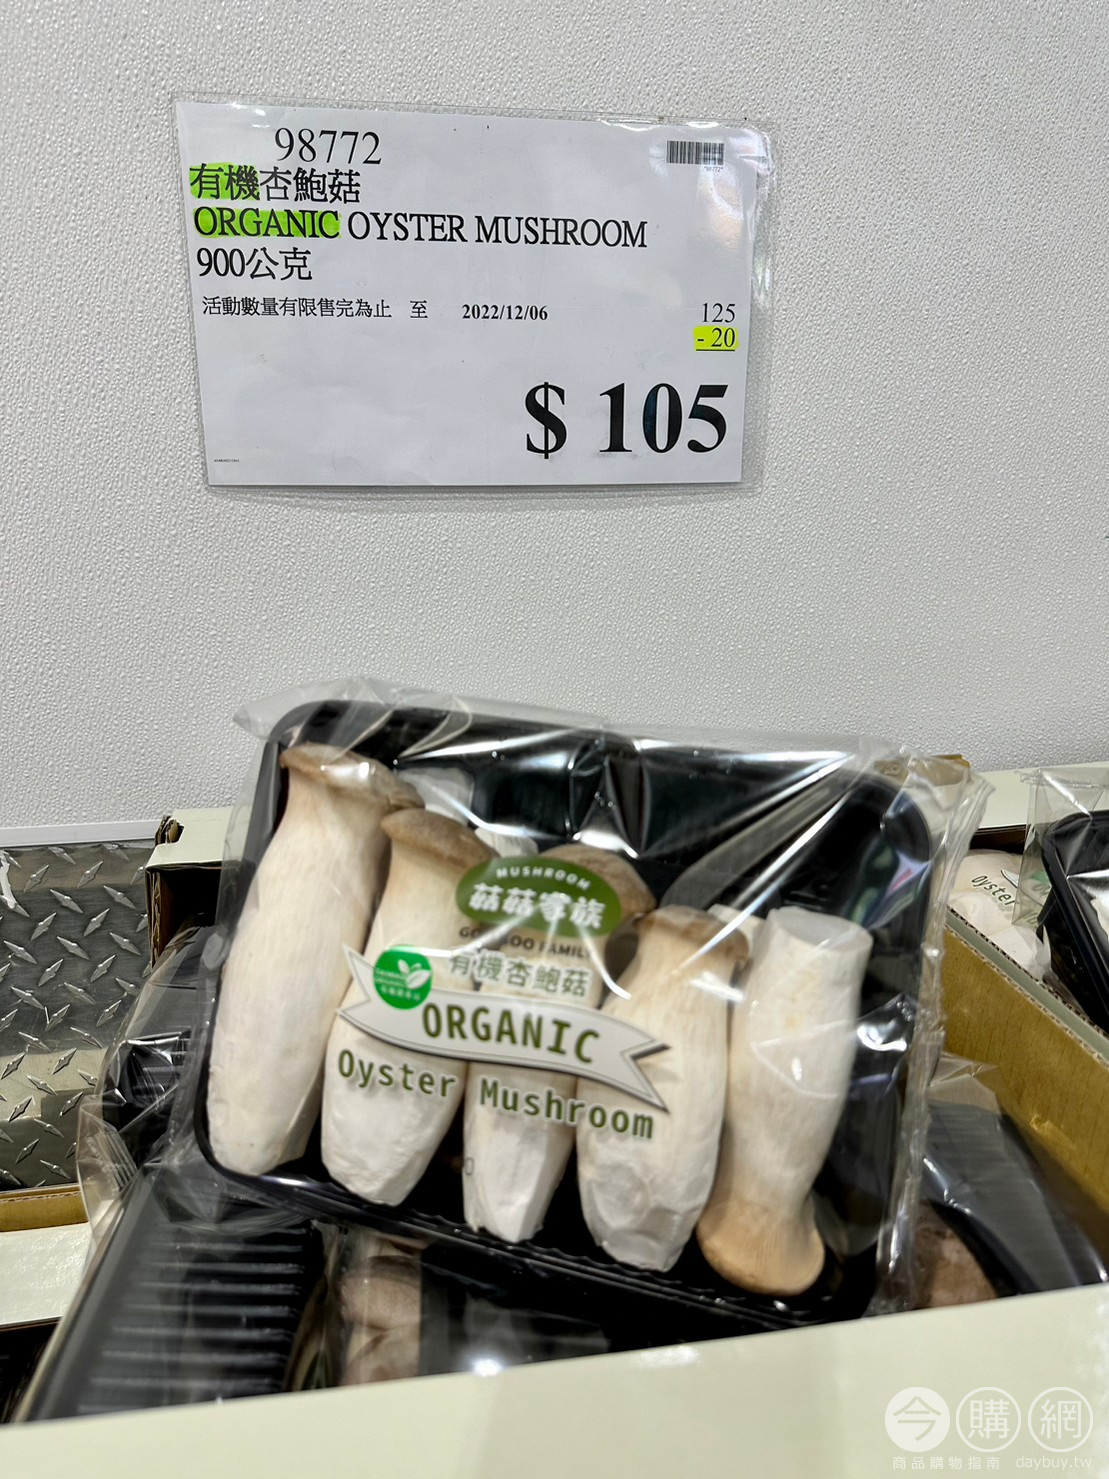 98772
有機杏鮑菇
ORGANIC OYSTER MUSHROOM
900公克
活動數量有限售完為止 至 2022/12/06
125
- 20
$ 105
MUSHROOM
菇菇家族
有機杏鮑菇
ORGANIC
Oyster Mushroom
Oyster
今購網
商品購物指南 daybuy.tw